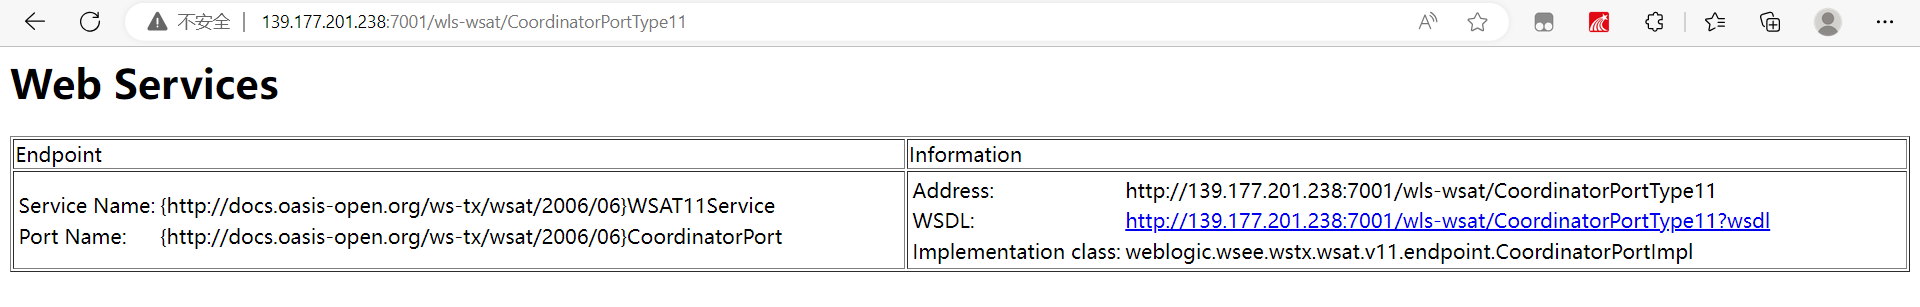 不安全 | 139.177.201.238:7001/wls-wsat/CoordinatorPortType11
Web Services
Endpoint Information
Service Name: {http://docs.oasis-open.org/ws-tx/wsat/2006/06}WSAT11Service
Port Name: {http://docs.oasis-open.org/ws-tx/wsat/2006/06}CoordinatorPort
Address: http://139.177.201.238:7001/wls-wsat/CoordinatorPortType11
WSDL: http://139.177.201.238:7001/wls-wsat/CoordinatorPortType11?wsdl
Implementation class: weblogic.wsee.wstx.wsat.v11.endpoint.CoordinatorPortImpl